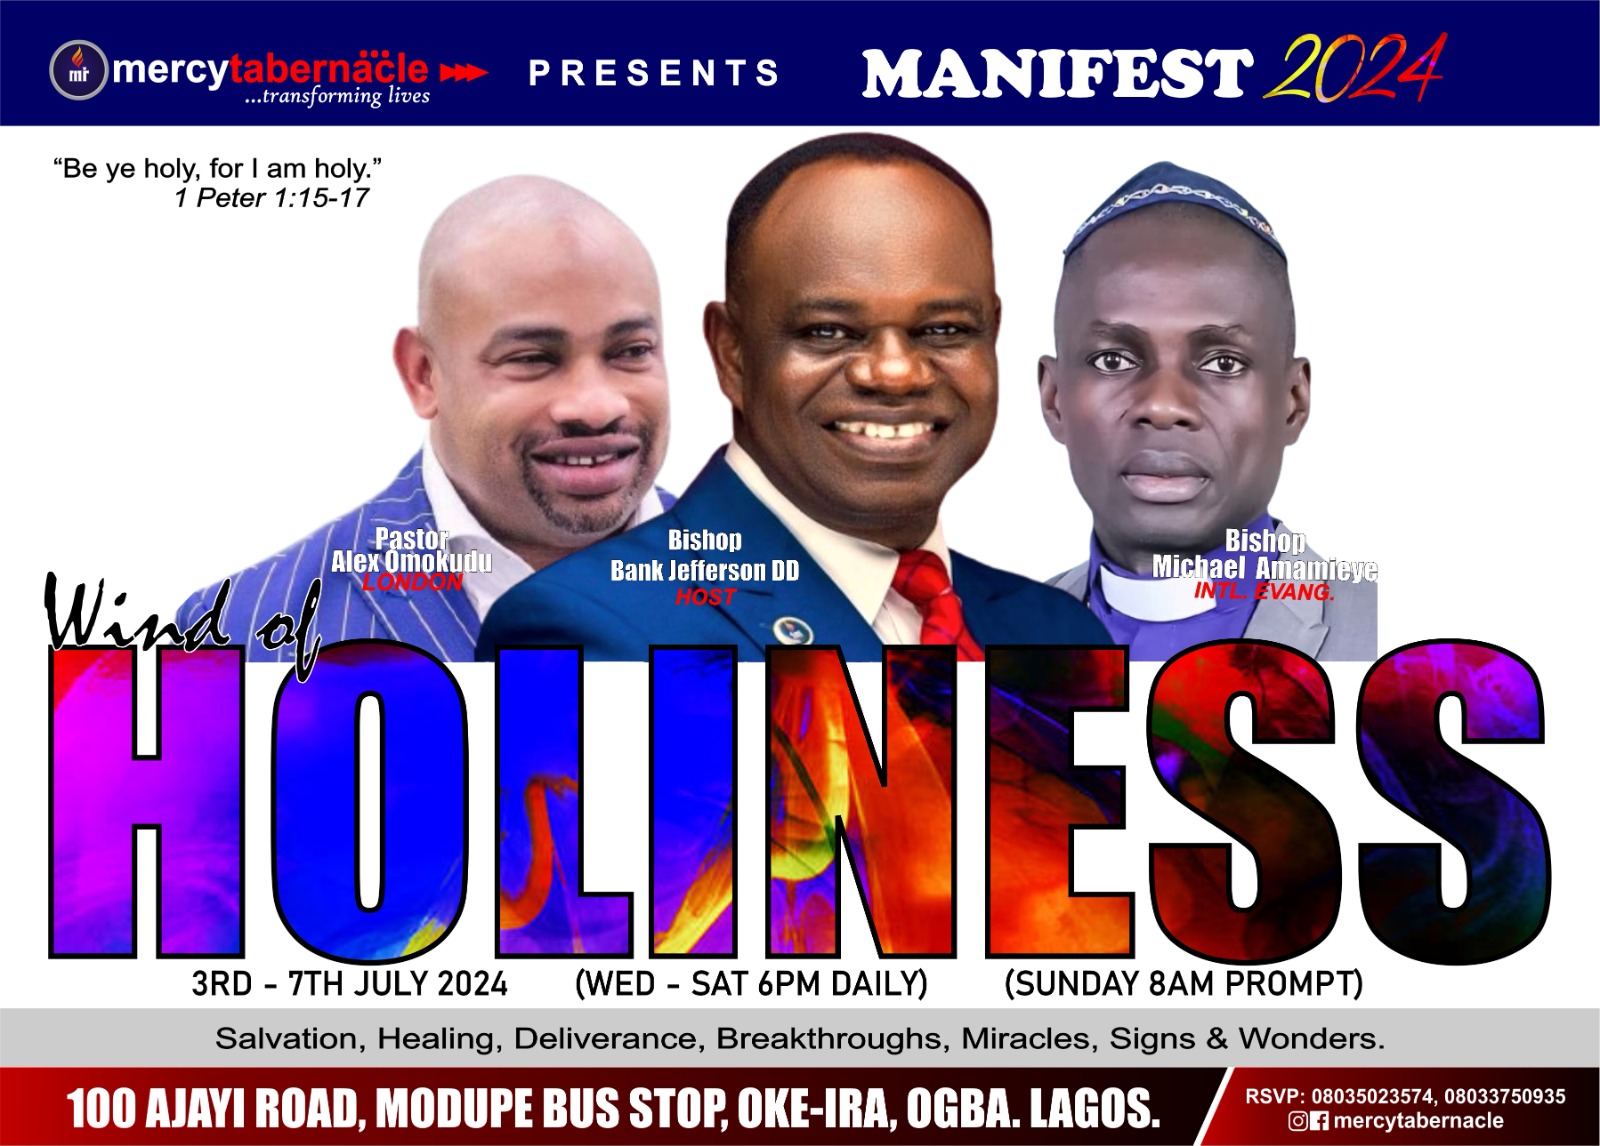 mr mercytabernacle PRESENTS MANIFEST 2024
...transforming lives
“Be ye holy, for I am holy.”
1 Peter 1:15-17
Pastor
Alex Omokudu
LONDON
Bishop
Bank Jefferson DD
HOST
Bishop
Michael Amamieye
INTL. EVANG.
Wind of
HOLINESS
3RD - 7TH JULY 2024 (WED - SAT 6PM DAILY) (SUNDAY 8AM PROMPT)
Salvation, Healing, Deliverance, Breakthroughs, Miracles, Signs & Wonders.
100 AJAYI ROAD, MODUPE BUS STOP, OKE-IRA, OGBA. LAGOS.
RSVP: 08035023574, 08033750935
mercytabernacle